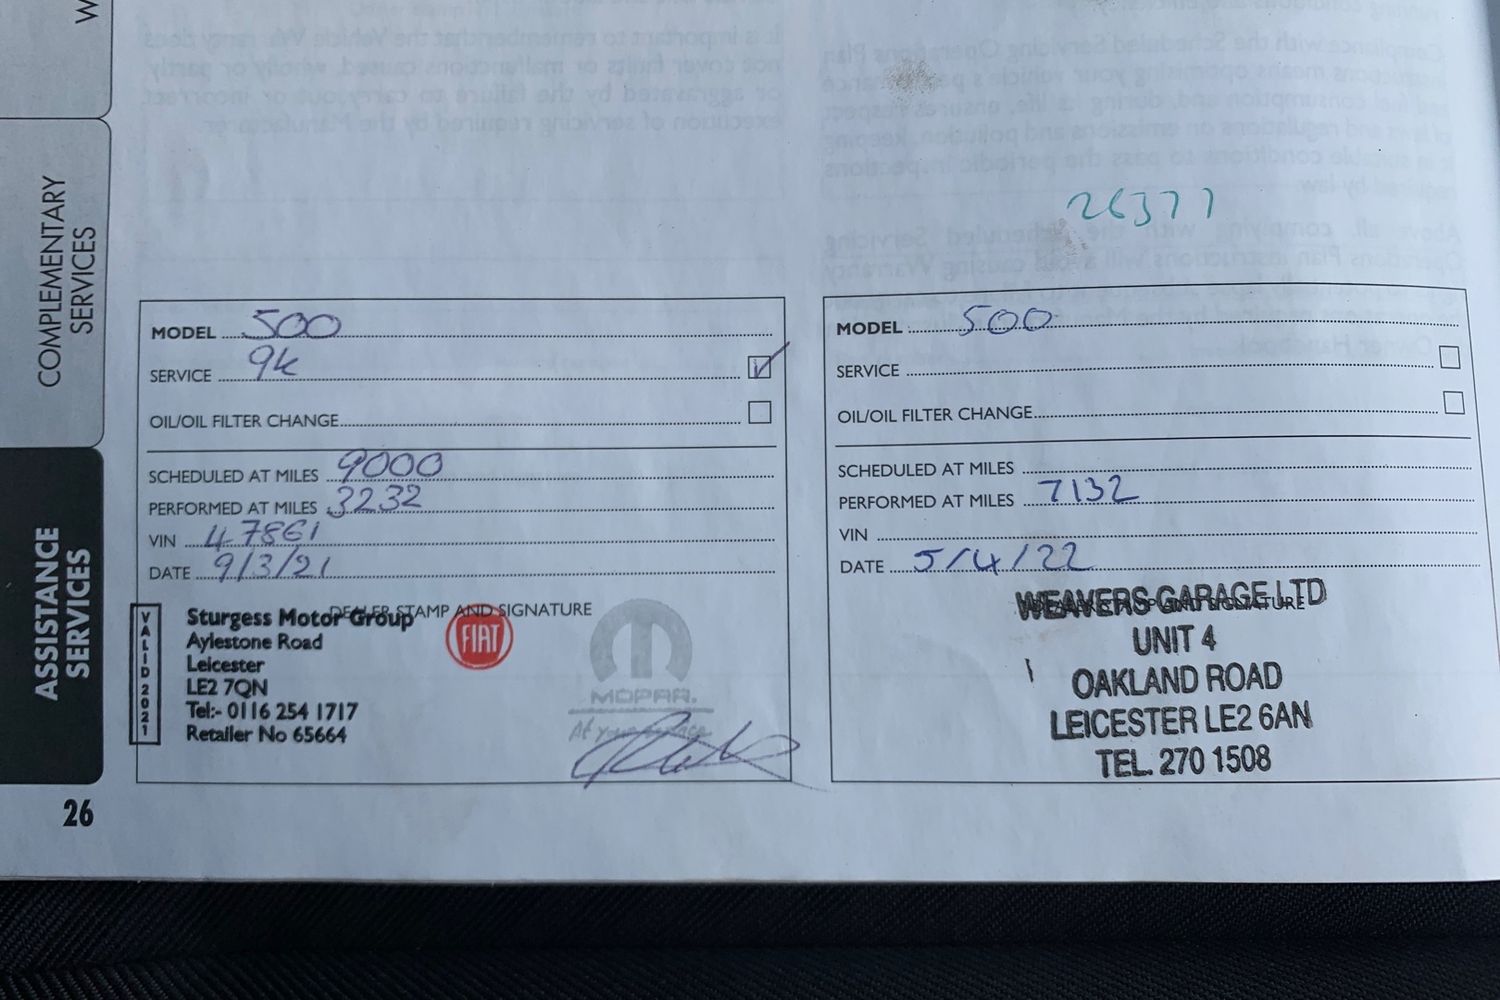 COMPLEMENTARY
SERVICES
ASSISTANCE
SERVICES
26
MODEL 500
SERVICE 9k
OIL/OIL FILTER CHANGE
SCHEDULED AT MILES 9000
PERFORMED AT MILES 3232
VIN 47861
DATE 9/3/21
DEALER STAMP AND SIGNATURE
VALID 2021
Sturgess Motor Group
Aylestone Road
Leicester
LE2 7QN
Tel:- 0116 254 1717
Retailer No 65664
FIAT
MOPAR.
At your
26377
MODEL 500
SERVICE
OIL/OIL FILTER CHANGE
SCHEDULED AT MILES
PERFORMED AT MILES 7132
VIN
DATE 5/4/22
SIGNATURE
WEAVERS GARAGE LTD
UNIT 4
OAKLAND ROAD
LEICESTER LE2 6AN
TEL. 270 1508